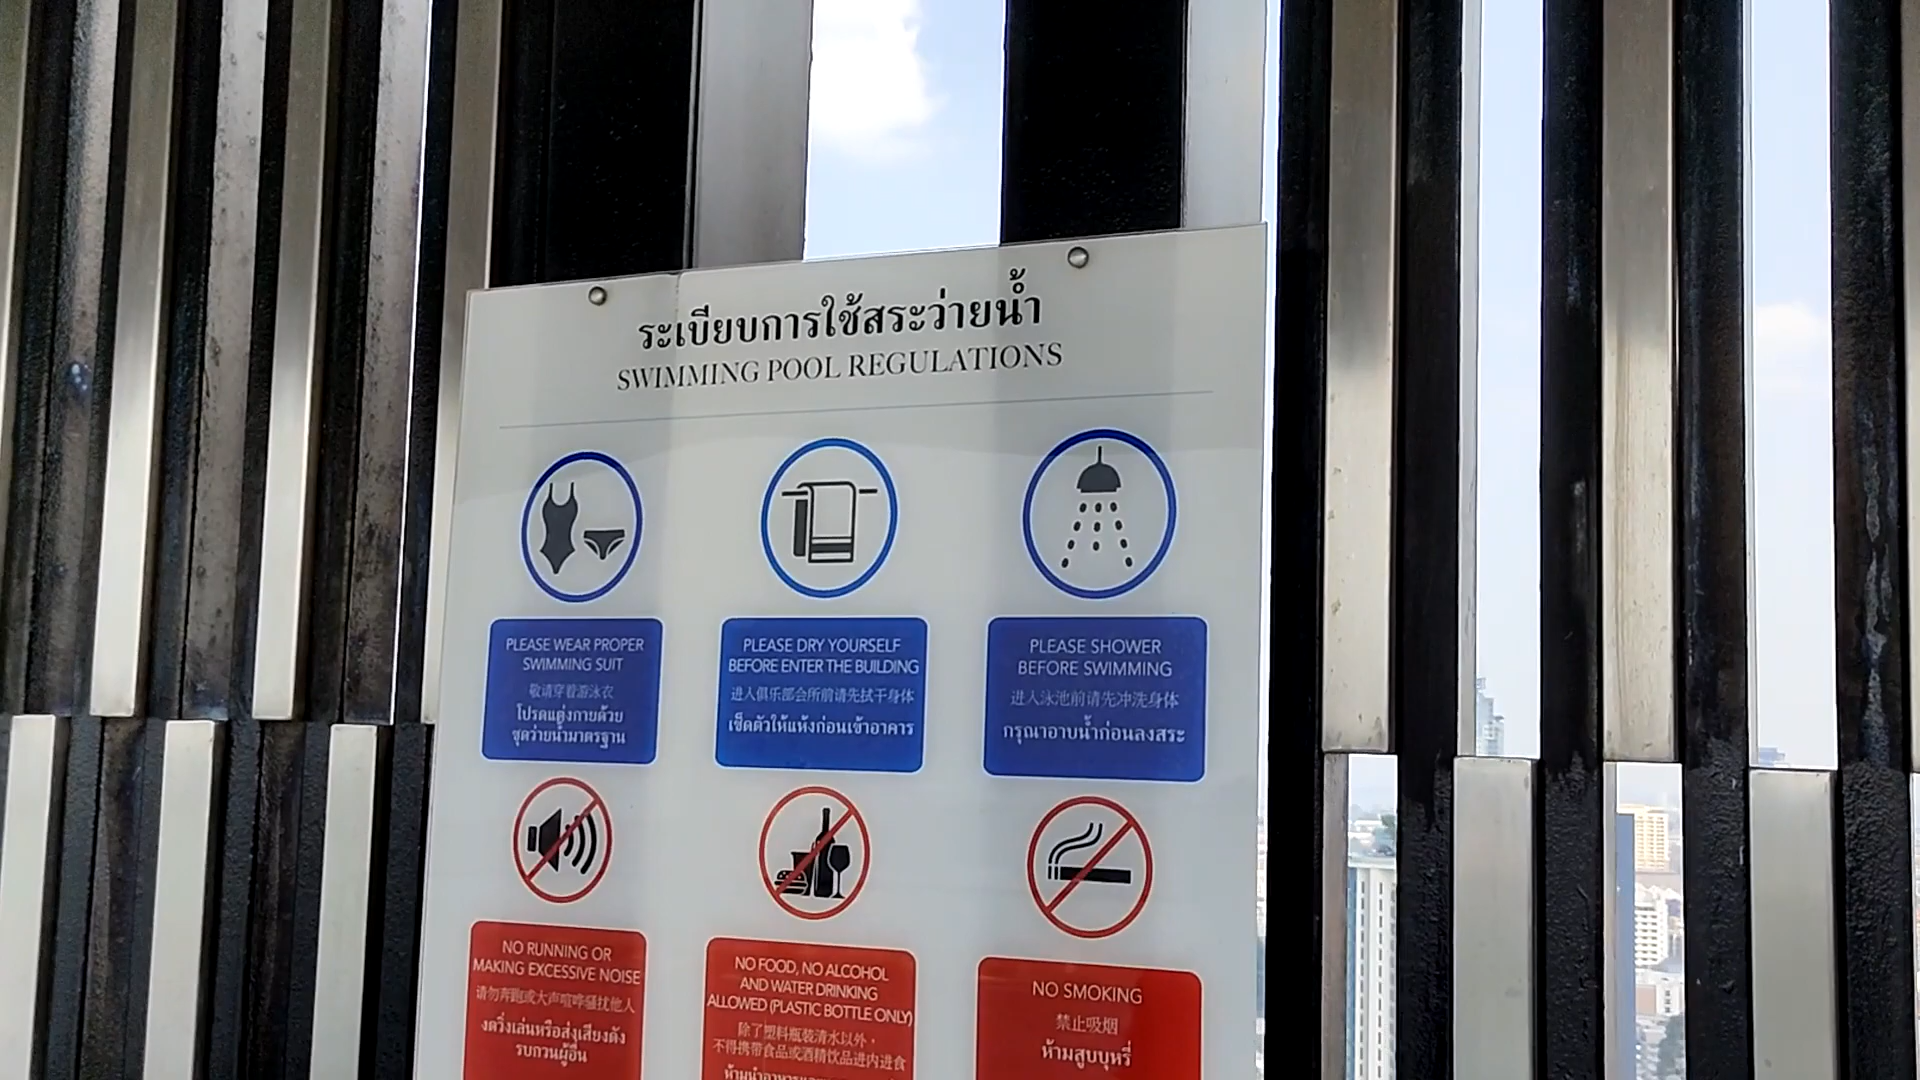 ระเบียบการใช้สระว่ายน้ำ
SWIMMING POOL REGULATIONS
PLEASE WEAR PROPER
SWIMMING SUIT
敬请穿着游泳衣
โปรดแต่งกายด้วย
ชุดว่ายน้ำมาตรฐาน
PLEASE DRY YOURSELF
BEFORE ENTER THE BUILDING
进入俱乐部会所前请先拭干身体
เช็ดตัวให้แห้งก่อนเข้าอาคาร
PLEASE SHOWER
BEFORE SWIMMING
进入泳池前请先冲洗身体
กรุณาอาบน้ำก่อนลงสระ
NO RUNNING OR
MAKING EXCESSIVE NOISE
请勿奔跑或大声喧哗骚扰他人
งดวิ่งเล่นหรือส่งเสียงดัง
รบกวนผู้อื่น
NO FOOD, NO ALCOHOL
AND WATER DRINKING
ALLOWED (PLASTIC BOTTLE ONLY)
除了塑料瓶装清水以外，
不得携带食品或酒精饮品进内进食
NO SMOKING
禁止吸烟
ห้ามสูบบุหรี่